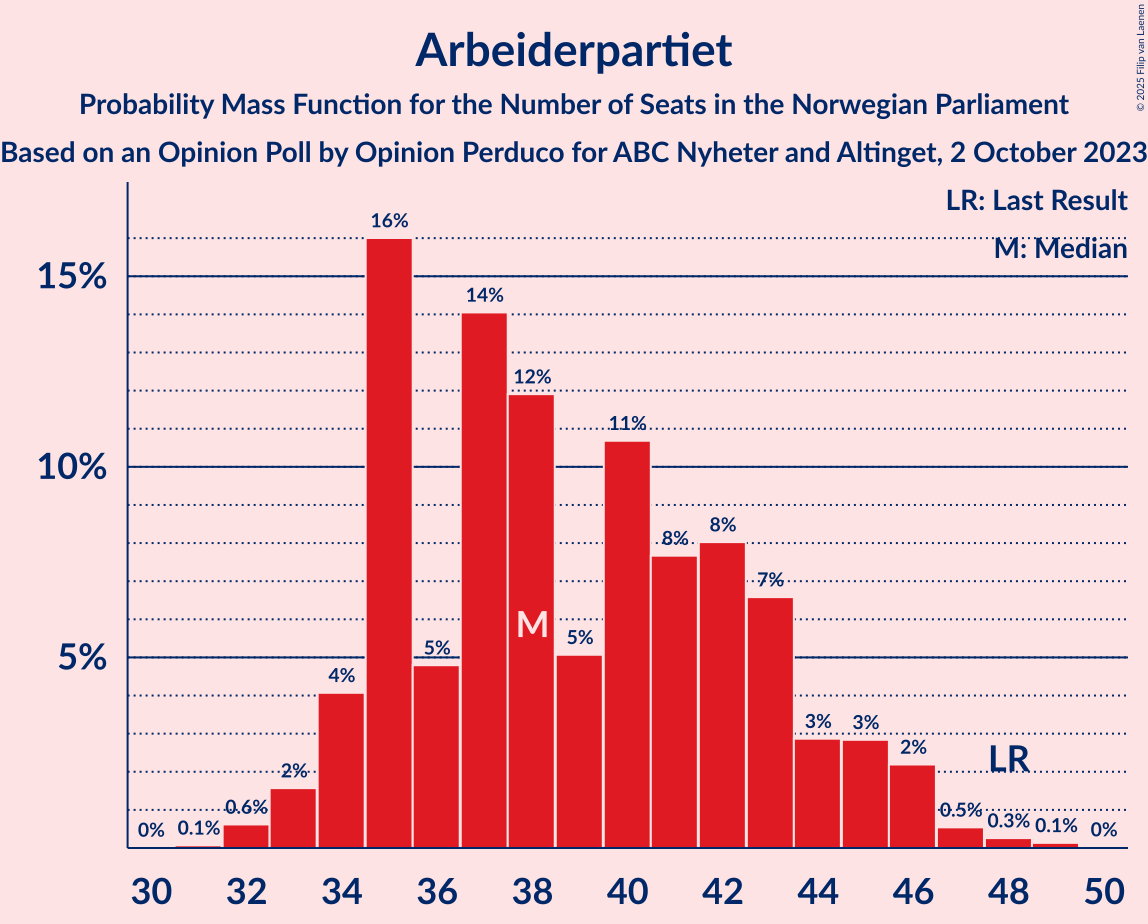 Arbeiderpartiet
Probability Mass Function for the Number of Seats in the Norwegian Parliament
Based on an Opinion Poll by Opinion Perduco for ABC Nyheter and Altinget, 2 October 2023
© 2025 Filip van Laenen
LR: Last Result
M: Median
15%
10%
5%
0%
0.1%
0.6%
2%
4%
16%
5%
14%
12%
5%
11%
8%
8%
7%
3%
3%
2%
0.5%
0.3%
0.1%
0%
M
LR
30 32 34 36 38 40 42 44 46 48 50